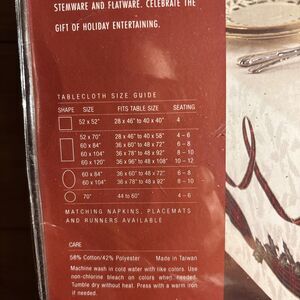 STEMWARE AND FLATWARE. CELEBRATE THE
GIFT OF HOLIDAY ENTERTAINING.
TABLECLOTH SIZE GUIDE
SHAPE SIZE FITS TABLE SIZE SEATING
52 x 52" 28 x 46" to 40 x 40" 4
52 x 70" 28 x 46" to 40 x 58" 4 – 6
60 x 84" 36 x 60" to 48 x 72" 6 – 8
60 x 104" 36 x 78" to 48 x 92" 8 – 10
60 x 120" 36 x 96" to 48 x 108" 10 – 12
60 x 84" 36 x 60" to 48 x 72" 4 – 6
60 x 104" 36 x 78" to 48 x 92" 8 – 10
70" 44 to 60" 4 – 6
MATCHING NAPKINS, PLACEMATS
AND RUNNERS AVAILABLE
CARE
58% Cotton/42% Polyester Made in Taiwan
Machine wash in cold water with like colors. Use
non-chlorine bleach on colors when needed.
Tumble dry without heat. Press with a warm iron
if needed.